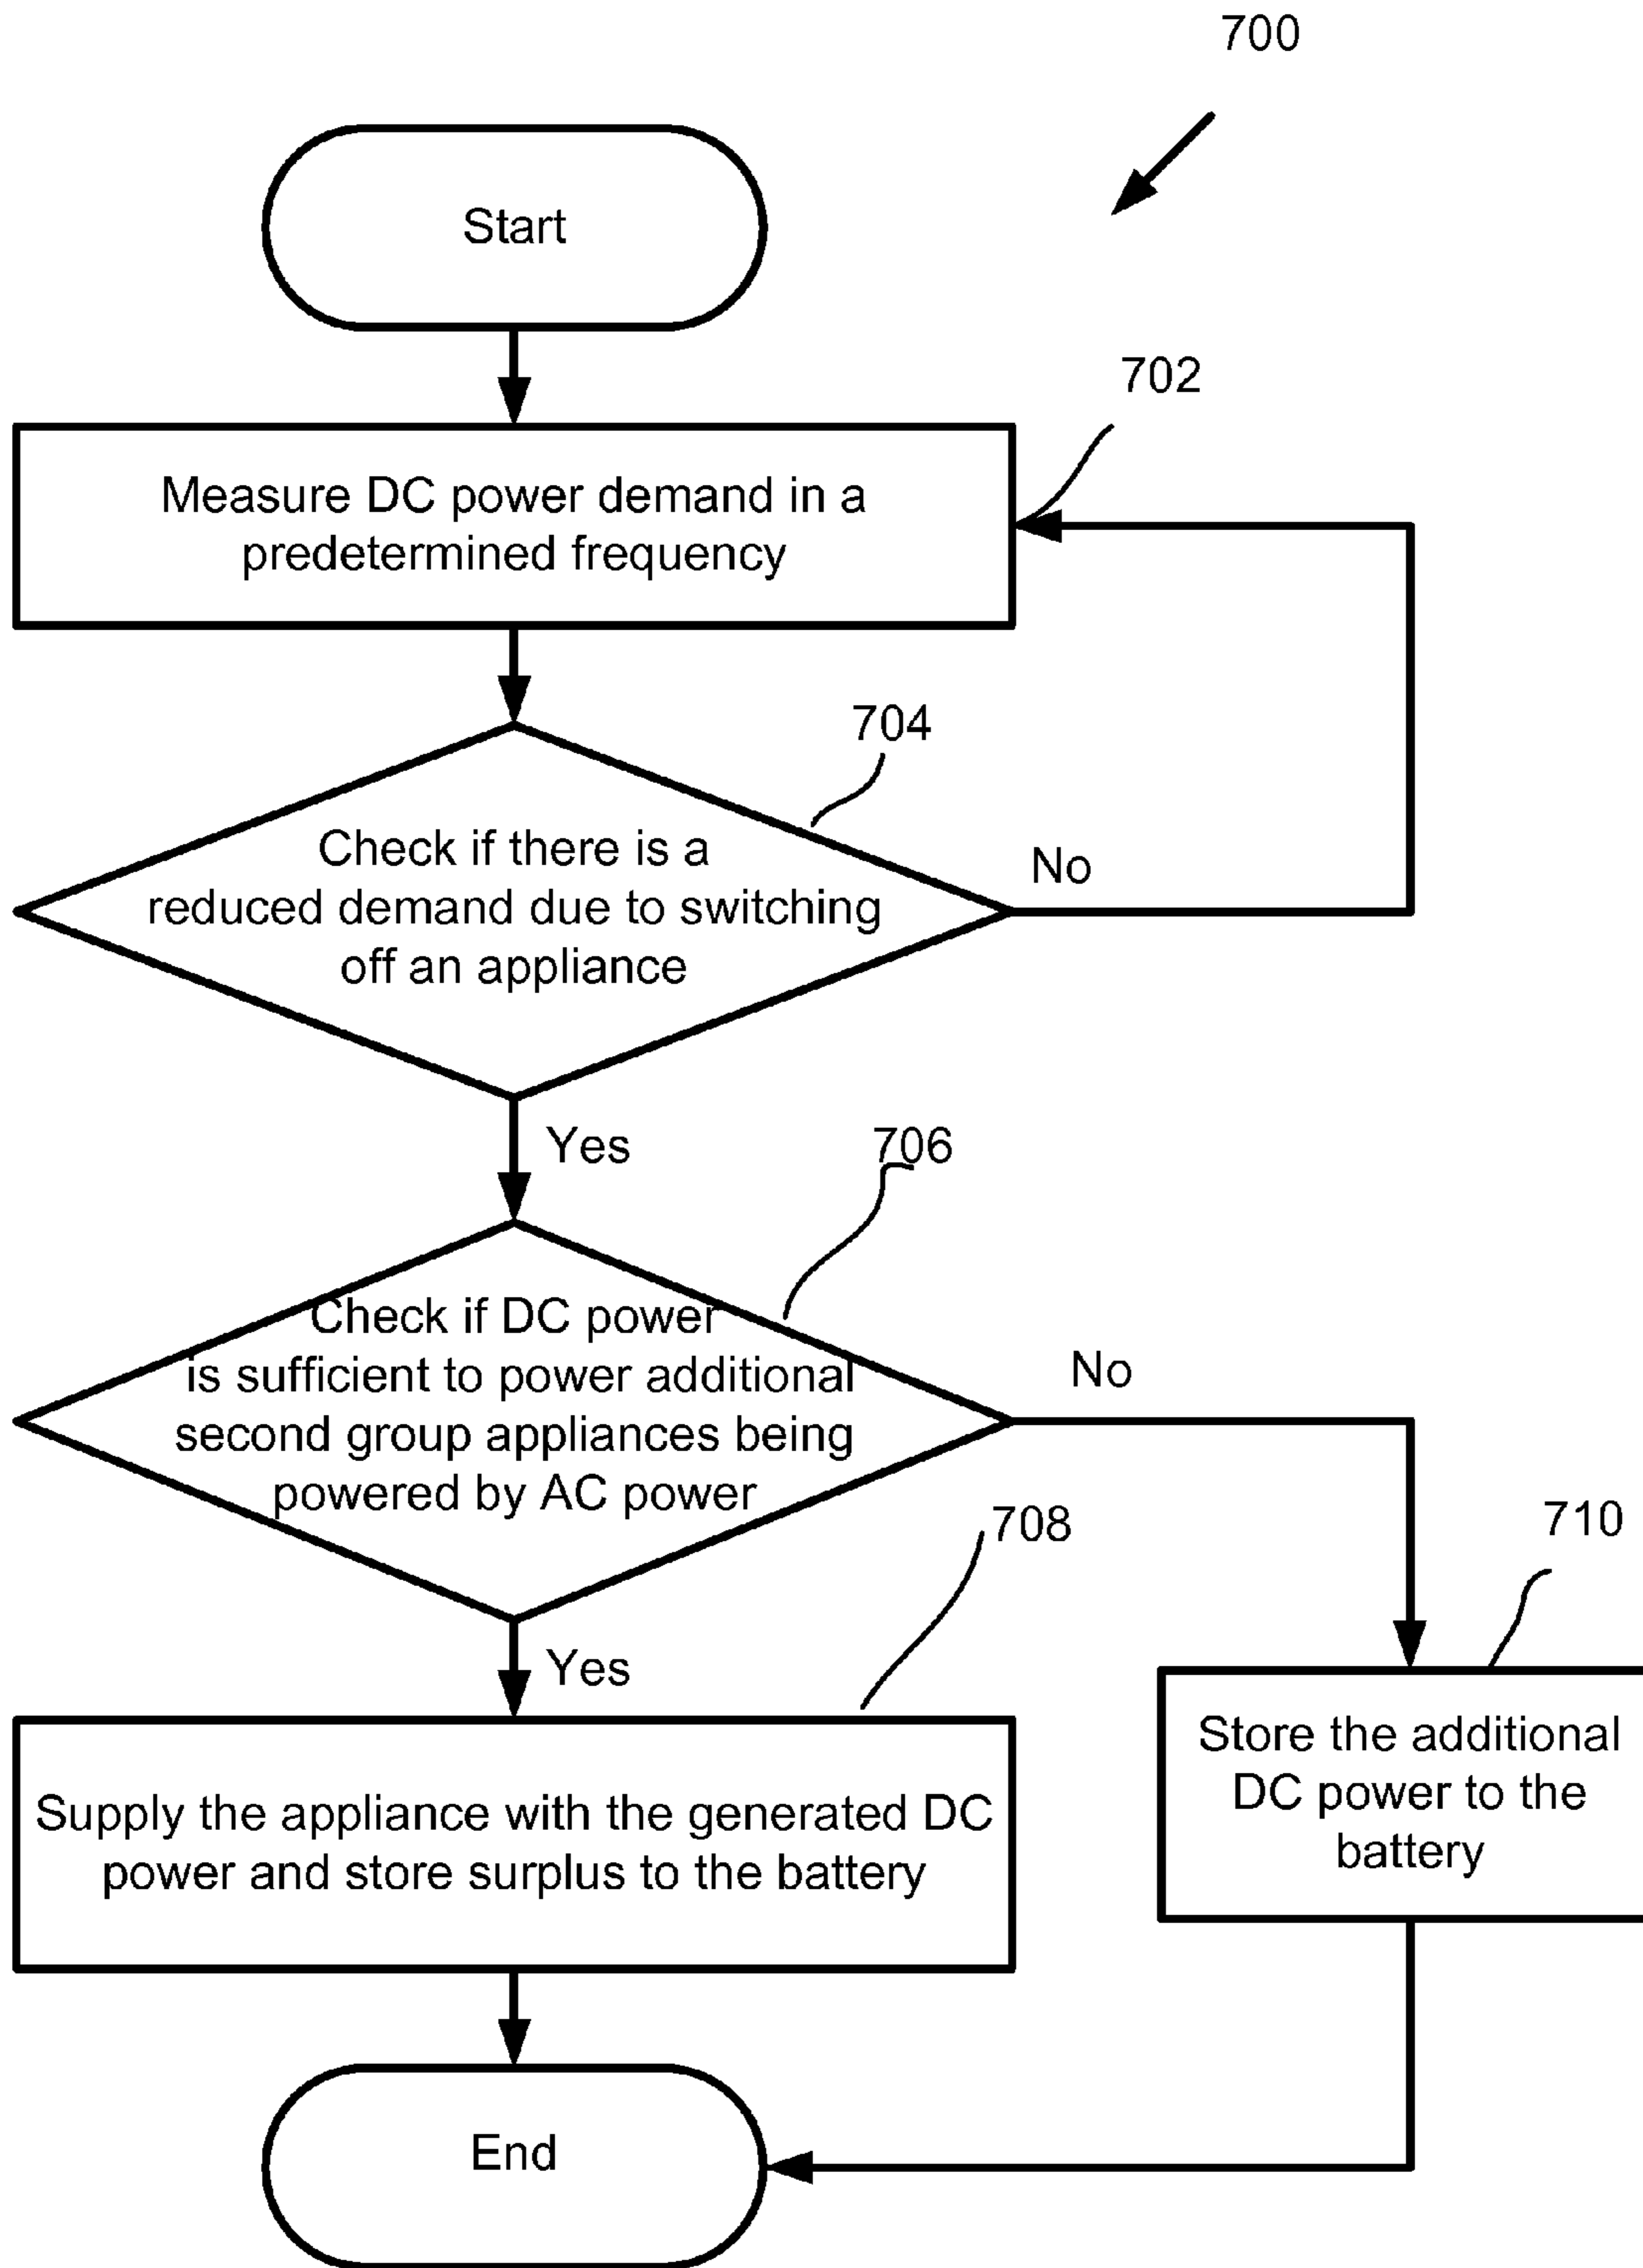 700
Start
702
Measure DC power demand in a
predetermined frequency
704
Check if there is a
reduced demand due to switching
off an appliance
No
Yes
706
Check if DC power
is sufficient to power additional
second group appliances being
powered by AC power
No
Yes
708
710
Supply the appliance with the generated DC
power and store surplus to the battery
Store the additional
DC power to the
battery
End